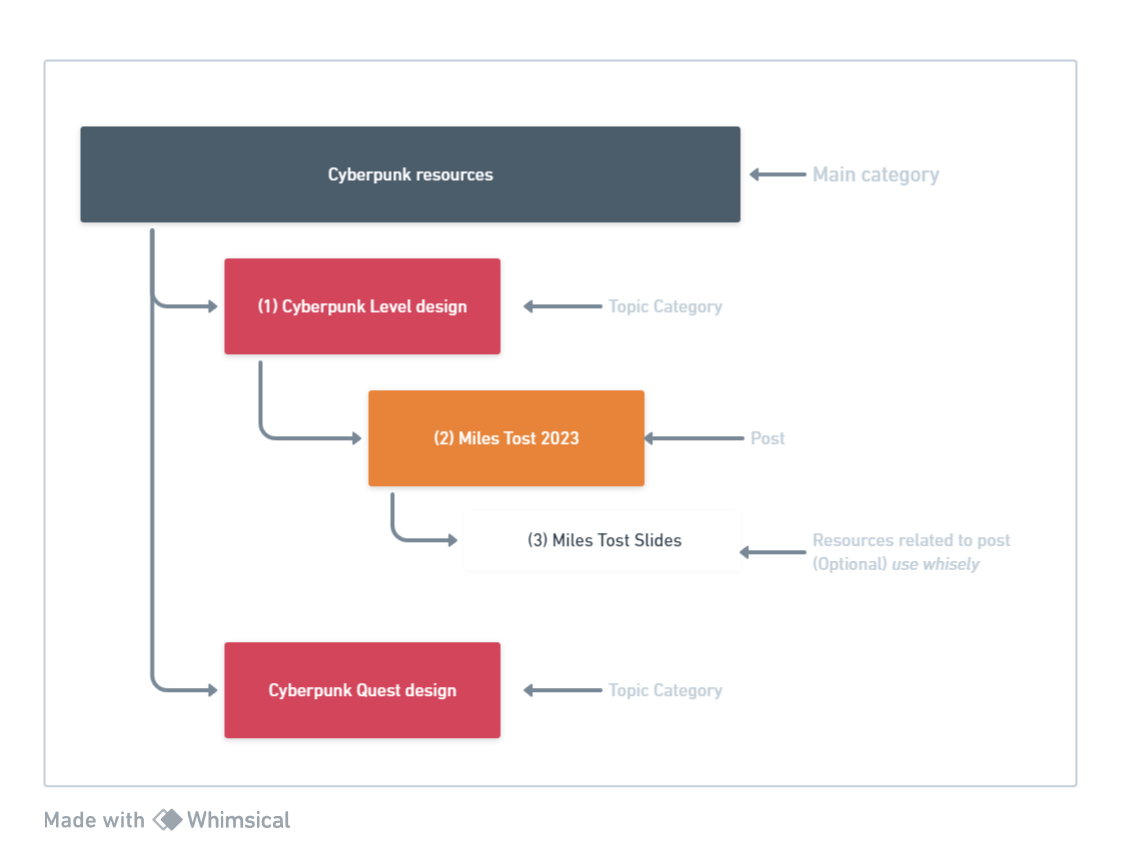 Cyberpunk resources
Main category
(1) Cyberpunk Level design
Topic Category
(2) Miles Tost 2023
Post
(3) Miles Tost Slides
Resources related to post
(Optional) use whisely
Cyberpunk Quest design
Topic Category
Made with Whimsical